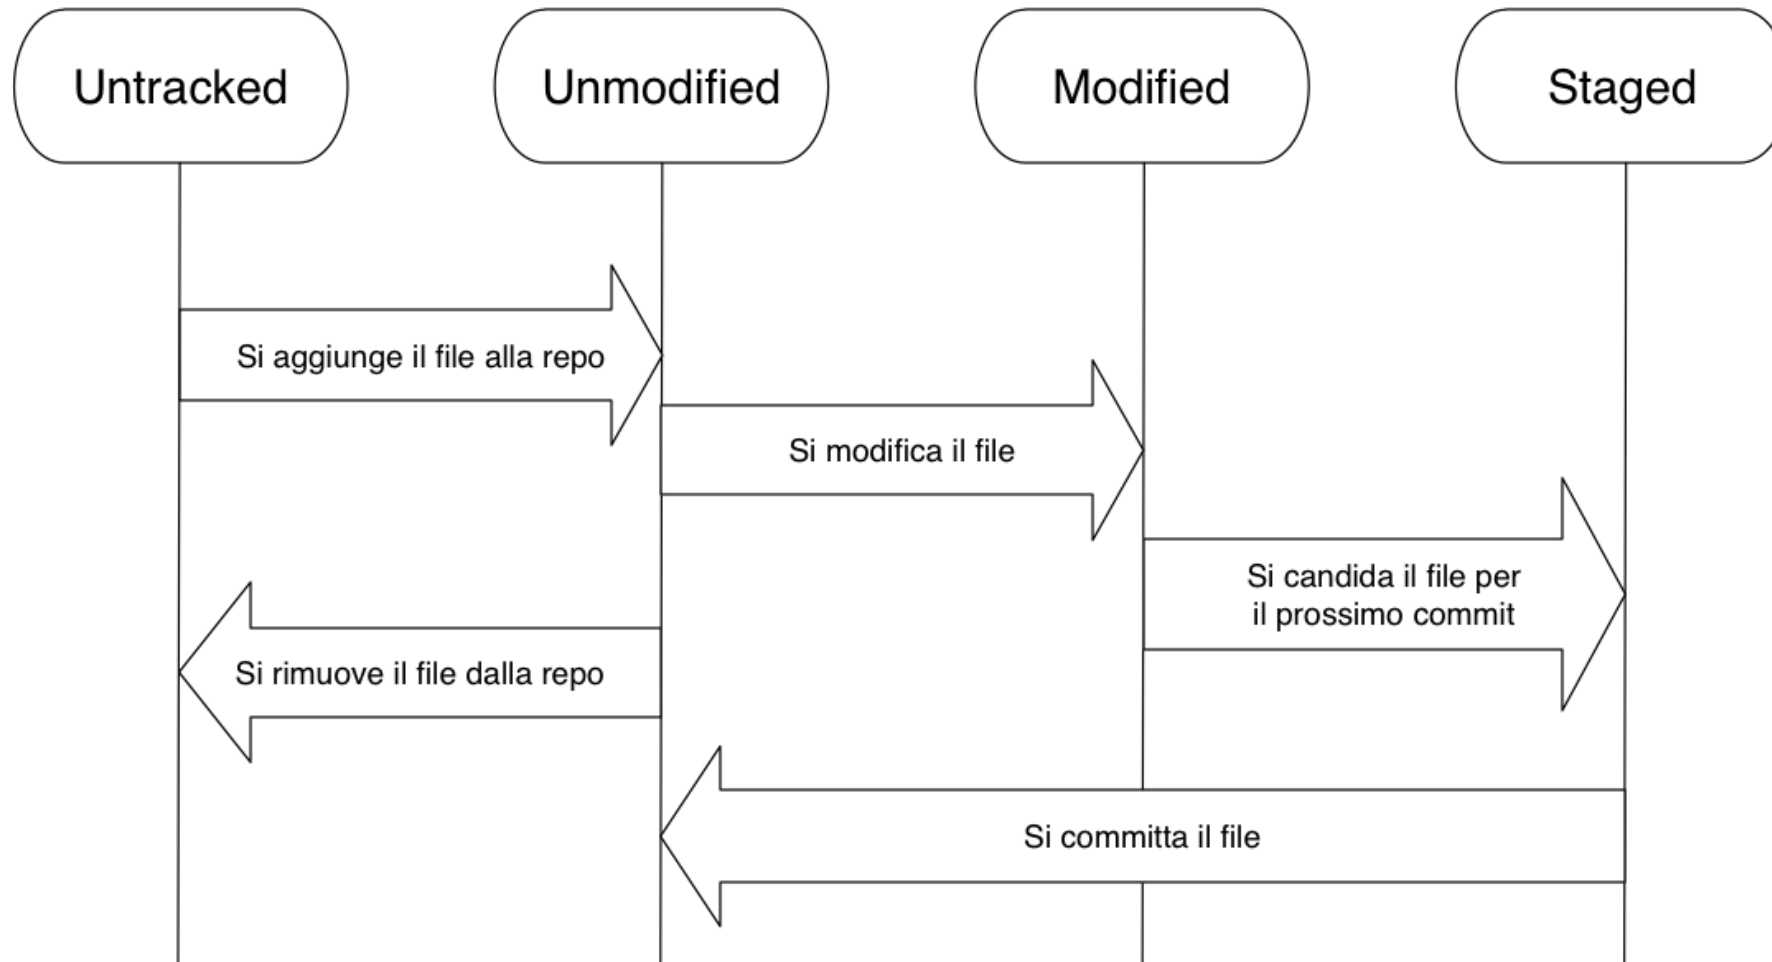 Untracked
Unmodified
Modified
Staged
Si aggiunge il file alla repo
Si modifica il file
Si candida il file per
il prossimo commit
Si rimuove il file dalla repo
Si committa il file